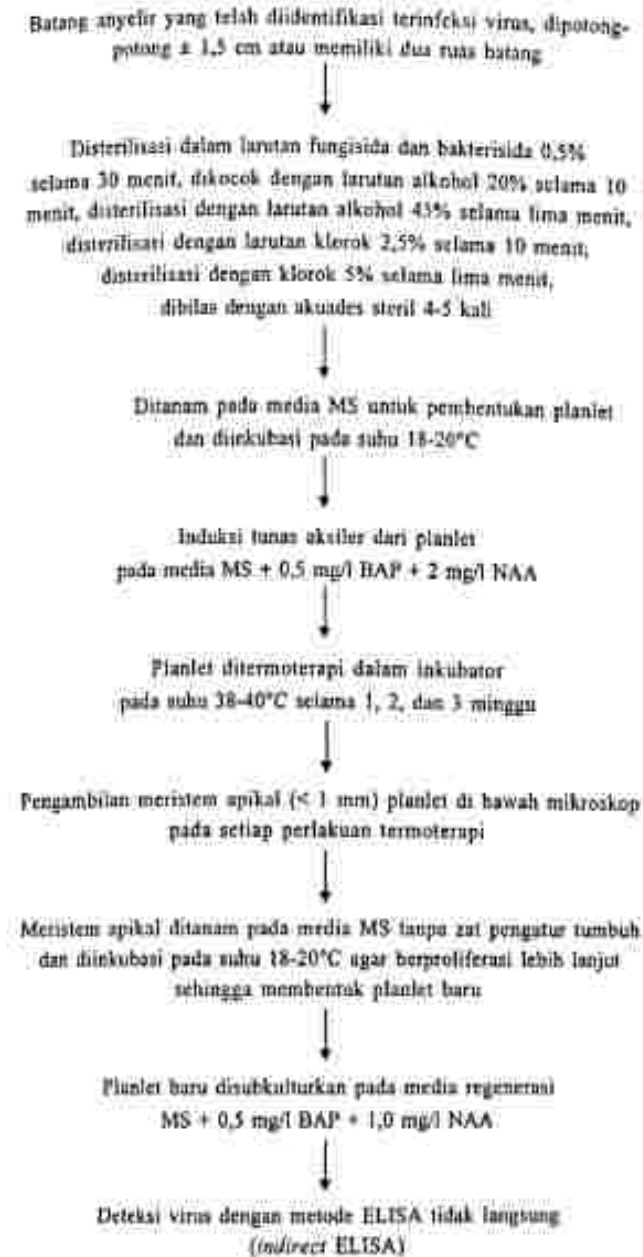 Batang anyelir yang telah diidentifikasi terinfeksi virus, dipotong-
potong ± 1,5 cm atau memiliki dua ruas batang
Disterilisasi dalam larutan fungisida dan bakterisida 0,5%
selama 30 menit, dikocok dengan larutan alkohol 20% selama 10
menit, disterilisasi dengan larutan alkohol 45% selama lima menit,
disterilisasi dengan larutan klorok 2,5% selama 10 menit,
disterilisasi dengan klorok 5% selama lima menit,
dibilas dengan akuades steril 4-5 kali
Ditanam pada media MS untuk pembentukan planlet
dan diinkubasi pada suhu 18-20°C
Induksi tunas aksiler dari planlet
pada media MS + 0,5 mg/l BAP + 2 mg/l NAA
Planlet ditermoterapi dalam inkubator
pada suhu 38-40°C selama 1, 2, dan 3 minggu
Pengambilan meristem apikal (< 1 mm) planlet di bawah mikroskop
pada setiap perlakuan termoterapi
Meristem apikal ditanam pada media MS tanpa zat pengatur tumbuh
dan diinkubasi pada suhu 18-20°C agar berproliferasi lebih lanjut
sehingga membentuk planlet baru
Planlet baru disubkulturkan pada media regenerasi
MS + 0,5 mg/l BAP + 1,0 mg/l NAA
Deteksi virus dengan metode ELISA tidak langsung
(indirect ELISA)